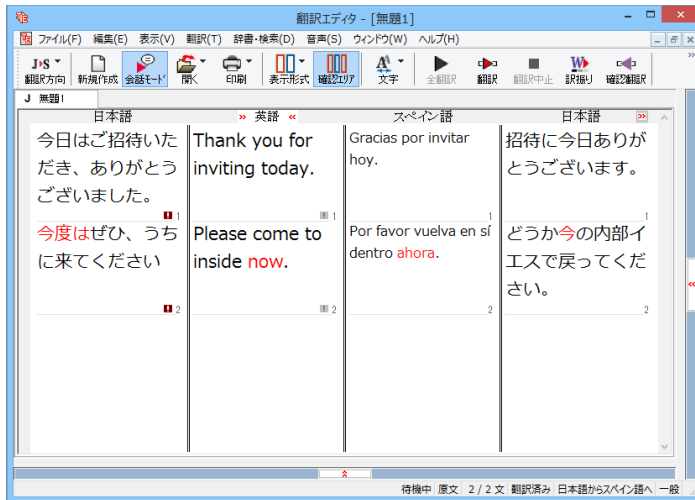 翻訳エディタ - [無題1]
ファイル(F) 編集(E) 表示(V) 翻訳(T) 辞書・検索(D) 音声(S) ウィンドウ(W) ヘルプ(H)
J▶S
翻訳方向 新規作成 会話モード 開く 印刷 表示形式 確認エリア 文字 全翻訳 翻訳 翻訳中止 訳振り 確認翻訳
J 無題1
日本語 » 英語 « スペイン語 日本語 »
今日はご招待いた
だき、ありがとう
ございました。
1
Thank you for
inviting today.
1
Gracias por invitar
hoy.
1
招待に今日ありが
とうございます。
1
今度はぜひ、うち
に来てください
2
Please come to
inside now.
2
Por favor vuelva en sí
dentro ahora.
2
どうか今の内部イ
エスで戻ってくだ
さい。
2
待機中 原文 2 / 2 文 翻訳済み 日本語からスペイン語へ 一般